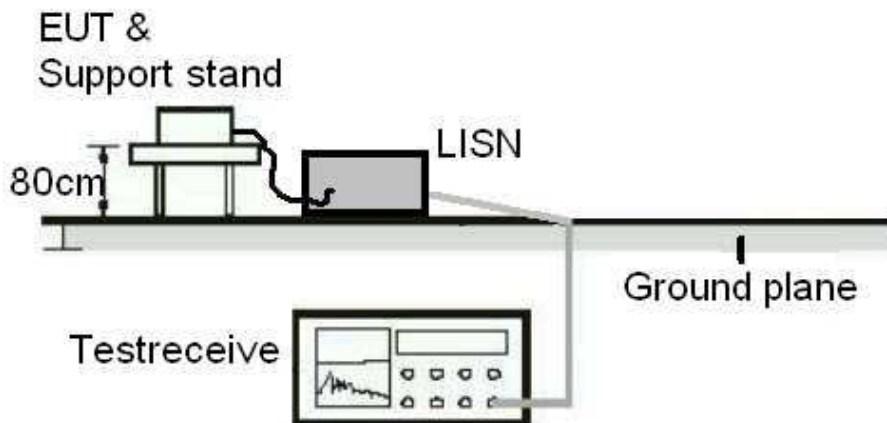 EUT &
Support stand
LISN
80cm
Ground plane
Testreceive